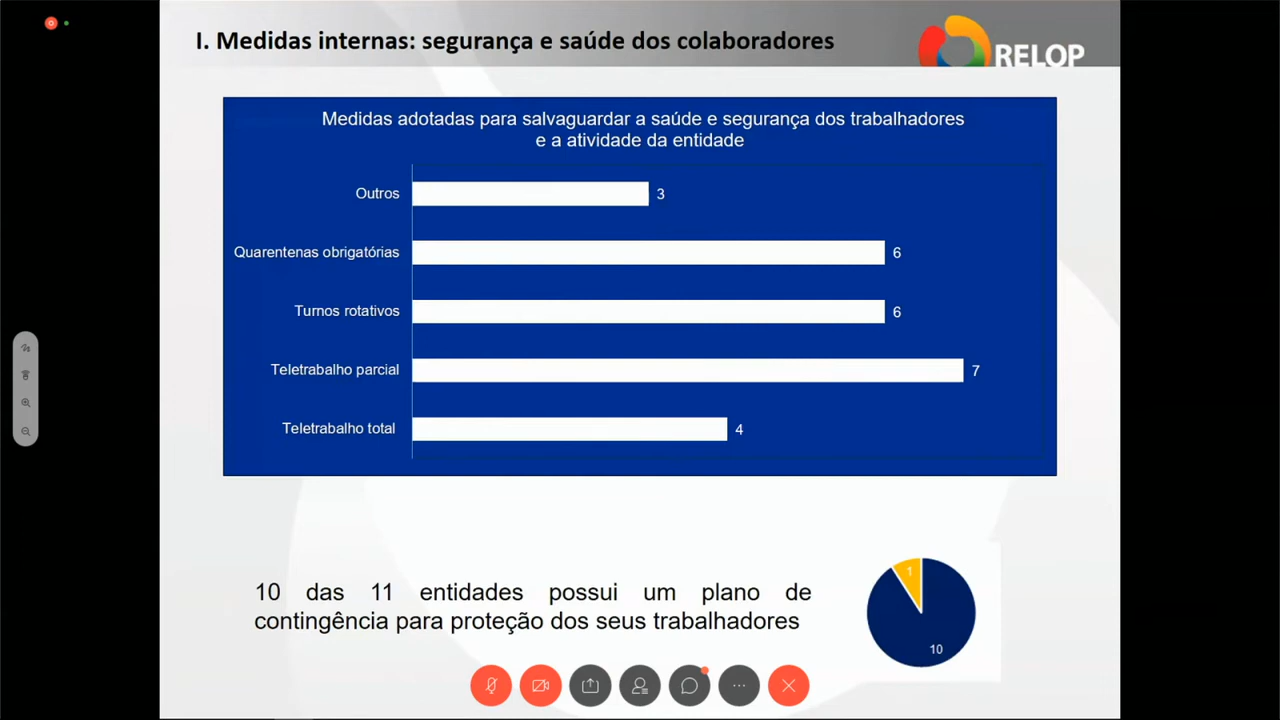 I. Medidas internas: segurança e saúde dos colaboradores
RELOP
Medidas adotadas para salvaguardar a saúde e segurança dos trabalhadores
e a atividade da entidade
Outros 3
Quarentenas obrigatórias 6
Turnos rotativos 6
Teletrabalho parcial 7
Teletrabalho total 4
10 das 11 entidades possui um plano de
contingência para proteção dos seus trabalhadores
1
10